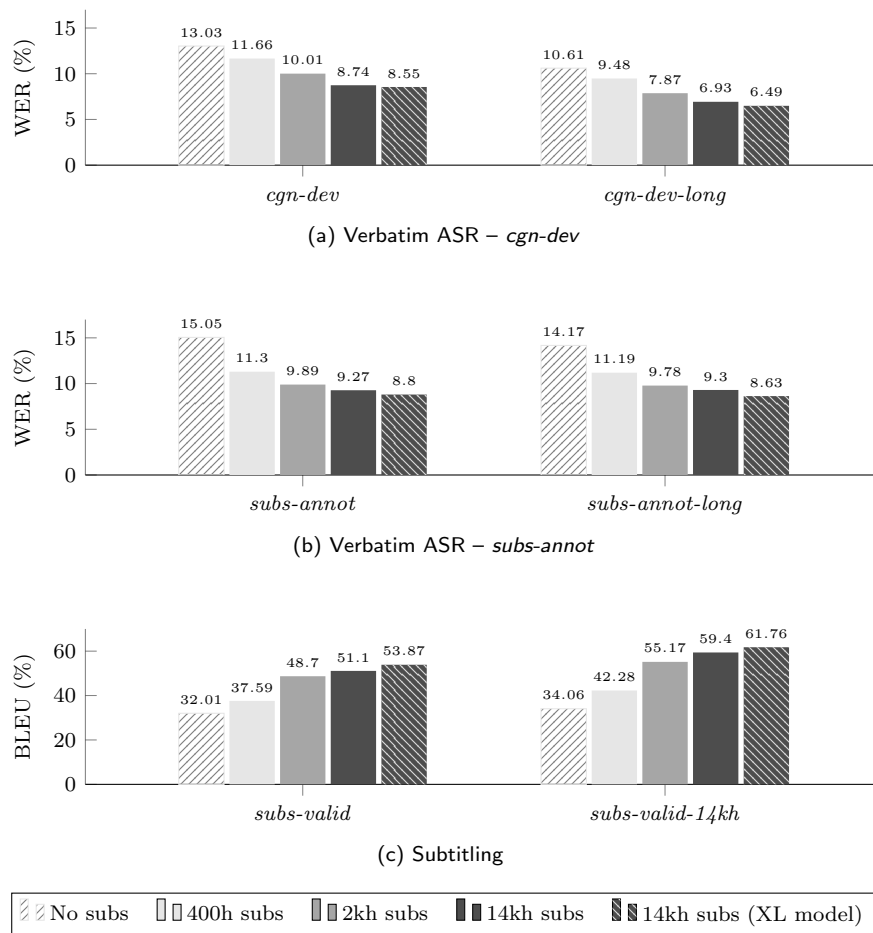 15
10
5
0
WER (%)
13.03 11.66 10.01 8.74 8.55
10.61 9.48 7.87 6.93 6.49
cgn-dev cgn-dev-long
(a) Verbatim ASR – cgn-dev
15
10
5
0
WER (%)
15.05 11.3 9.89 9.27 8.8
14.17 11.19 9.78 9.3 8.63
subs-annot subs-annot-long
(b) Verbatim ASR – subs-annot
60
40
20
0
BLEU (%)
32.01 37.59 48.7 51.1 53.87
34.06 42.28 55.17 59.4 61.76
subs-valid subs-valid-14kh
(c) Subtitling
No subs 400h subs 2kh subs 14kh subs 14kh subs (XL model)